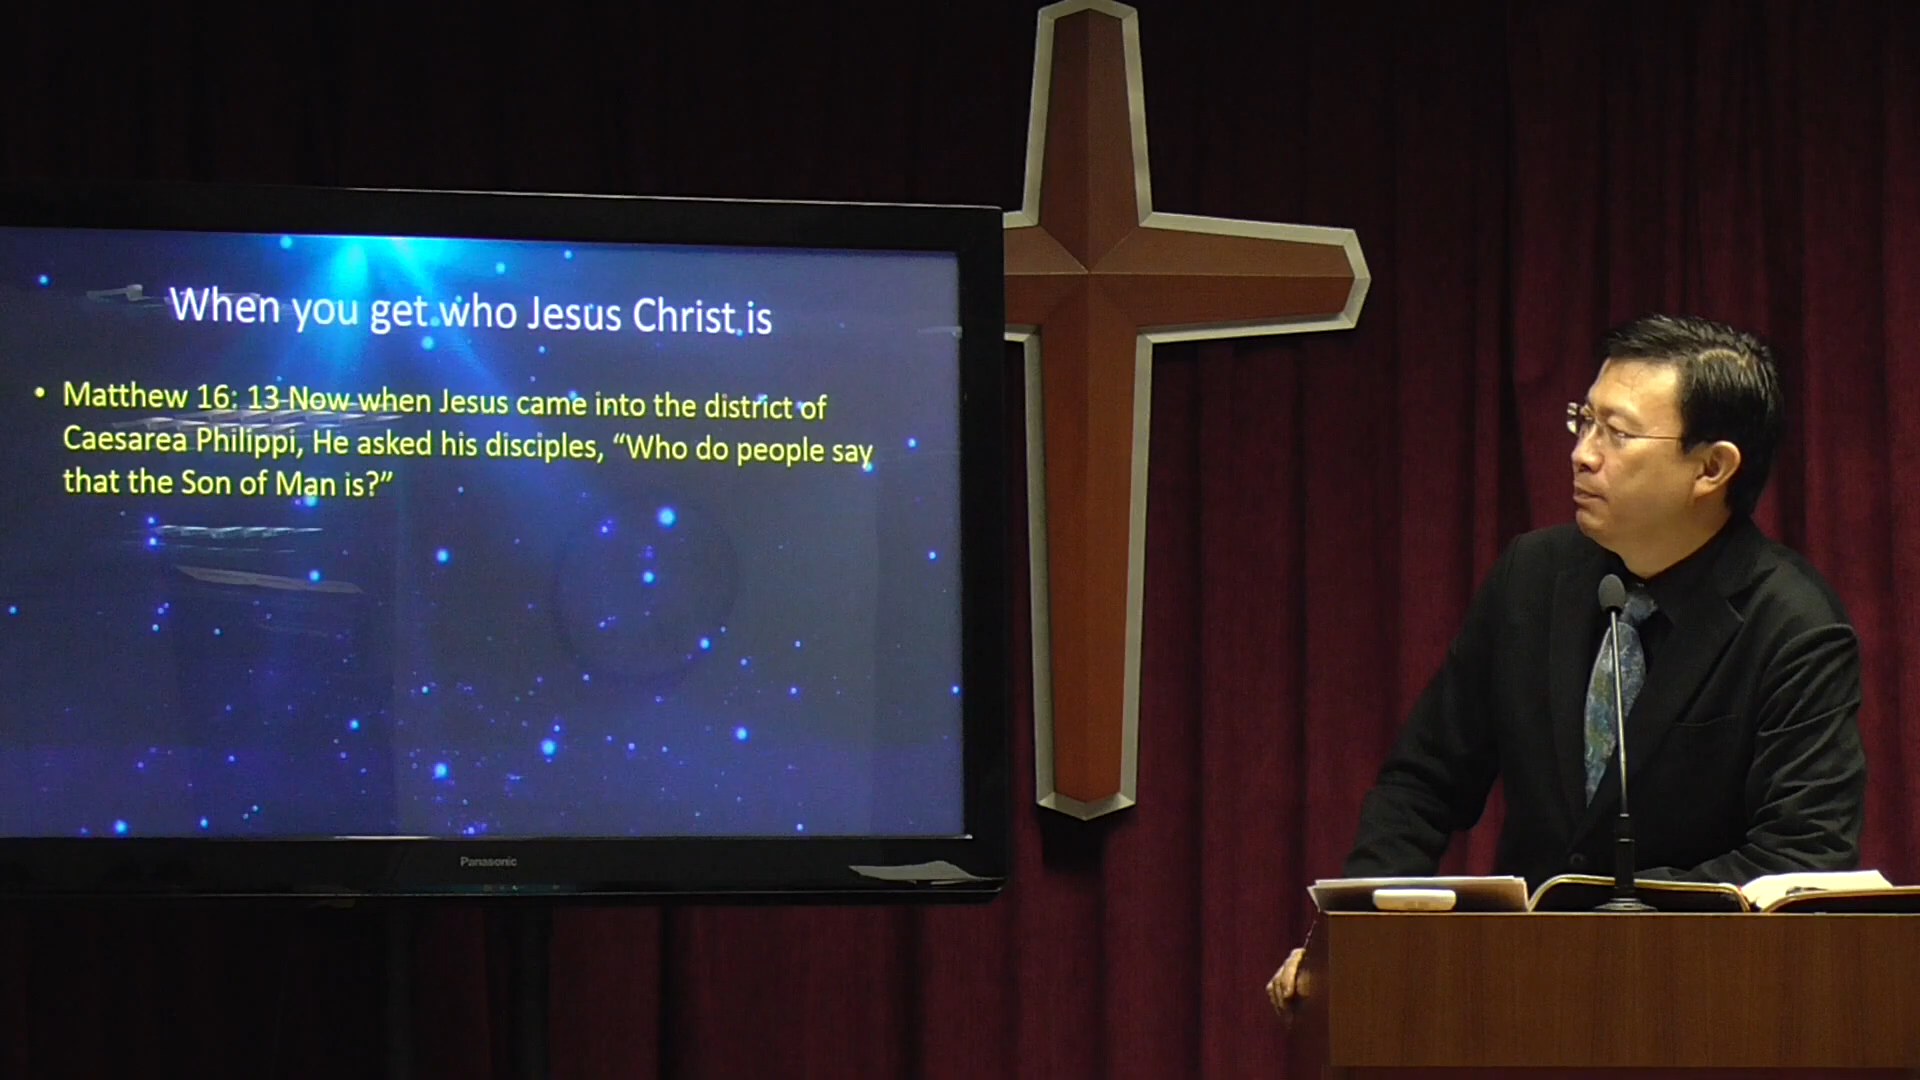 When you get who Jesus Christ is
• Matthew 16: 13 Now when Jesus came into the district of
Caesarea Philippi, He asked his disciples, “Who do people say
that the Son of Man is?”
Panasonic